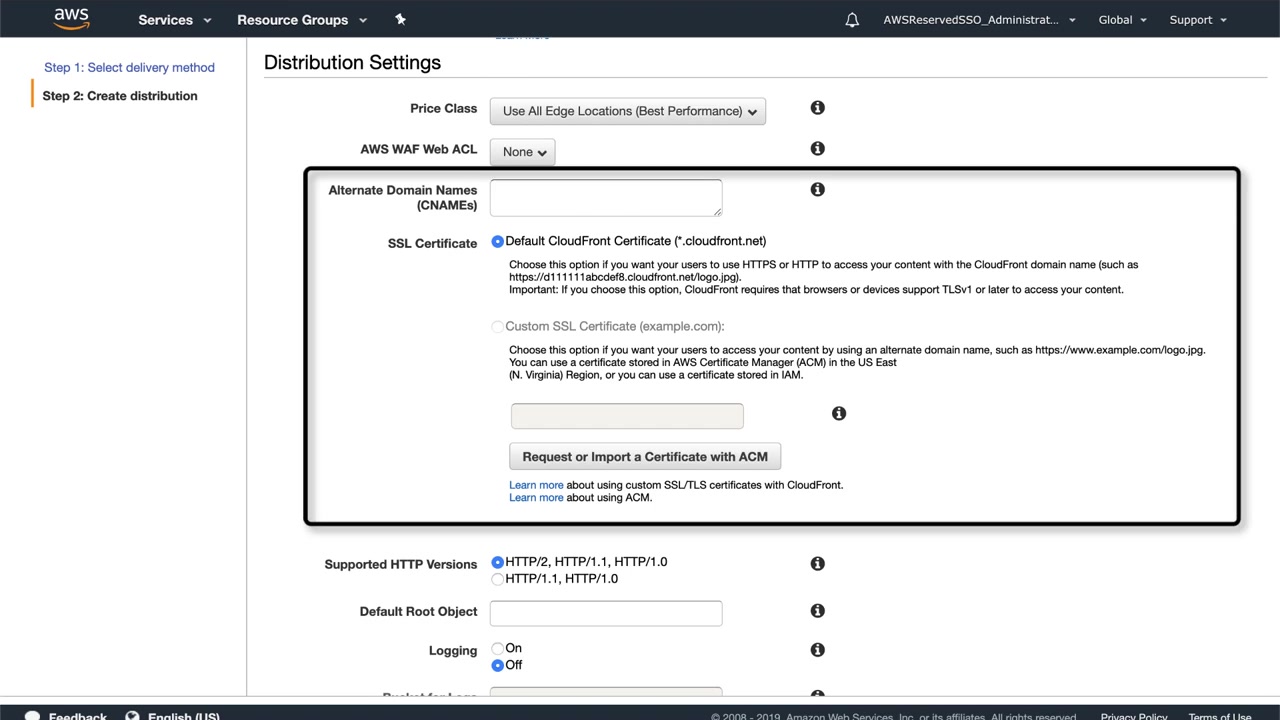 aws Services Resource Groups AWSReservedSSO_Administrat... Global Support
Learn more
Step 1: Select delivery method
Step 2: Create distribution
Distribution Settings
Price Class Use All Edge Locations (Best Performance)
AWS WAF Web ACL None
Alternate Domain Names
(CNAMEs)
SSL Certificate Default CloudFront Certificate (*.cloudfront.net)
Choose this option if you want your users to use HTTPS or HTTP to access your content with the CloudFront domain name (such as
https://d111111abcdef8.cloudfront.net/logo.jpg).
Important: If you choose this option, CloudFront requires that browsers or devices support TLSv1 or later to access your content.
Custom SSL Certificate (example.com):
Choose this option if you want your users to access your content by using an alternate domain name, such as https://www.example.com/logo.jpg.
You can use a certificate stored in AWS Certificate Manager (ACM) in the US East
(N. Virginia) Region, or you can use a certificate stored in IAM.
Request or Import a Certificate with ACM
Learn more about using custom SSL/TLS certificates with CloudFront.
Learn more about using ACM.
Supported HTTP Versions HTTP/2, HTTP/1.1, HTTP/1.0
HTTP/1.1, HTTP/1.0
Default Root Object
Logging On
Off
Bucket for Logs
Feedback English (US) © 2008 - 2019, Amazon Web Services, Inc. or its affiliates. All rights reserved. Privacy Policy Terms of Use